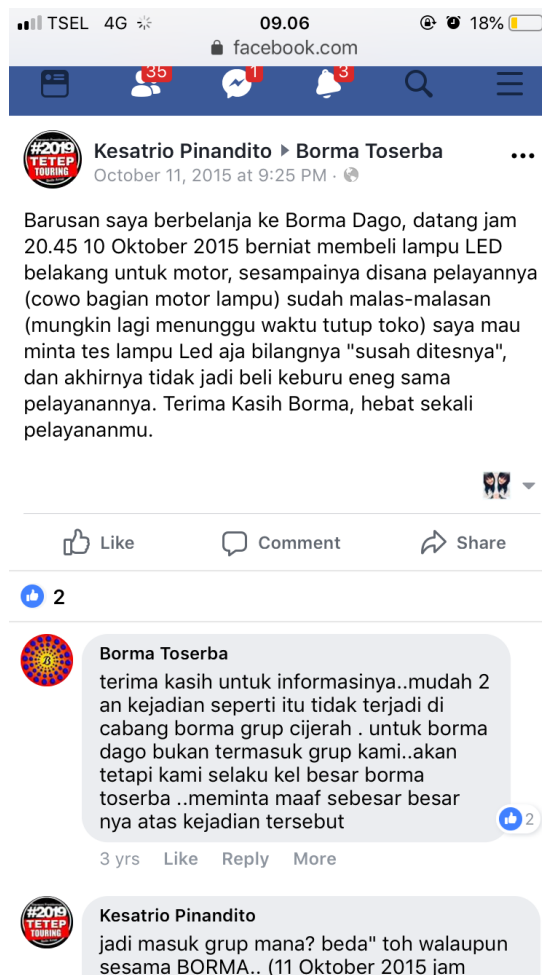 TSEL 4G 09.06 18%
facebook.com
35 1 3
#2019
TETEP
TOURING
Kesatrio Pinandito ▸ Borma Toserba
October 11, 2015 at 9:25 PM ·
Barusan saya berbelanja ke Borma Dago, datang jam
20.45 10 Oktober 2015 berniat membeli lampu LED
belakang untuk motor, sesampainya disana pelayannya
(cowo bagian motor lampu) sudah malas-malasan
(mungkin lagi menunggu waktu tutup toko) saya mau
minta tes lampu Led aja bilangnya "susah ditesnya",
dan akhirnya tidak jadi beli keburu eneg sama
pelayanannya. Terima Kasih Borma, hebat sekali
pelayananmu.
Like Comment Share
2
B
Borma Toserba
terima kasih untuk informasinya..mudah 2
an kejadian seperti itu tidak terjadi di
cabang borma grup cijerah . untuk borma
dago bukan termasuk grup kami..akan
tetapi kami selaku kel besar borma
toserba ..meminta maaf sebesar besar
nya atas kejadian tersebut
2
3 yrs Like Reply More
#2019
TETEP
TOURING
Kesatrio Pinandito
jadi masuk grup mana? beda" toh walaupun
sesama BORMA.. (11 Oktober 2015 jam